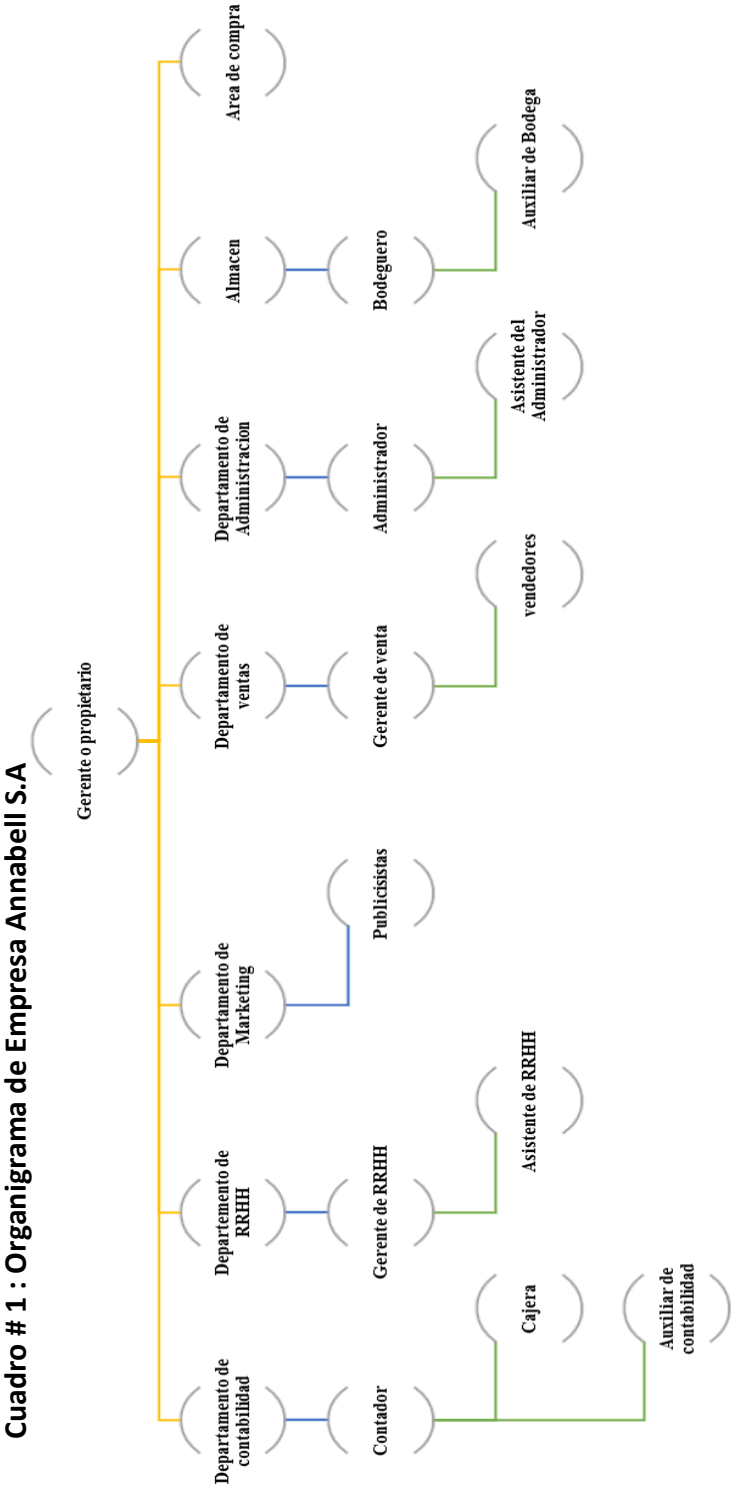 Cuadro # 1 : Organigrama de Empresa Annabell S.A
Gerente o propietario
Departamento de
contabilidad
Departemento de
RRHH
Departamento de
Marketing
Departamento de
ventas
Departamento de
Administracion
Almacen
Area de compra
Contador
Gerente de RRHH
Publicisistas
Gerente de venta
Administrador
Bodeguero
Cajera
Asistente de RRHH
vendedores
Asistente del
Administrador
Auxiliar de Bodega
Auxiliar de
contabilidad